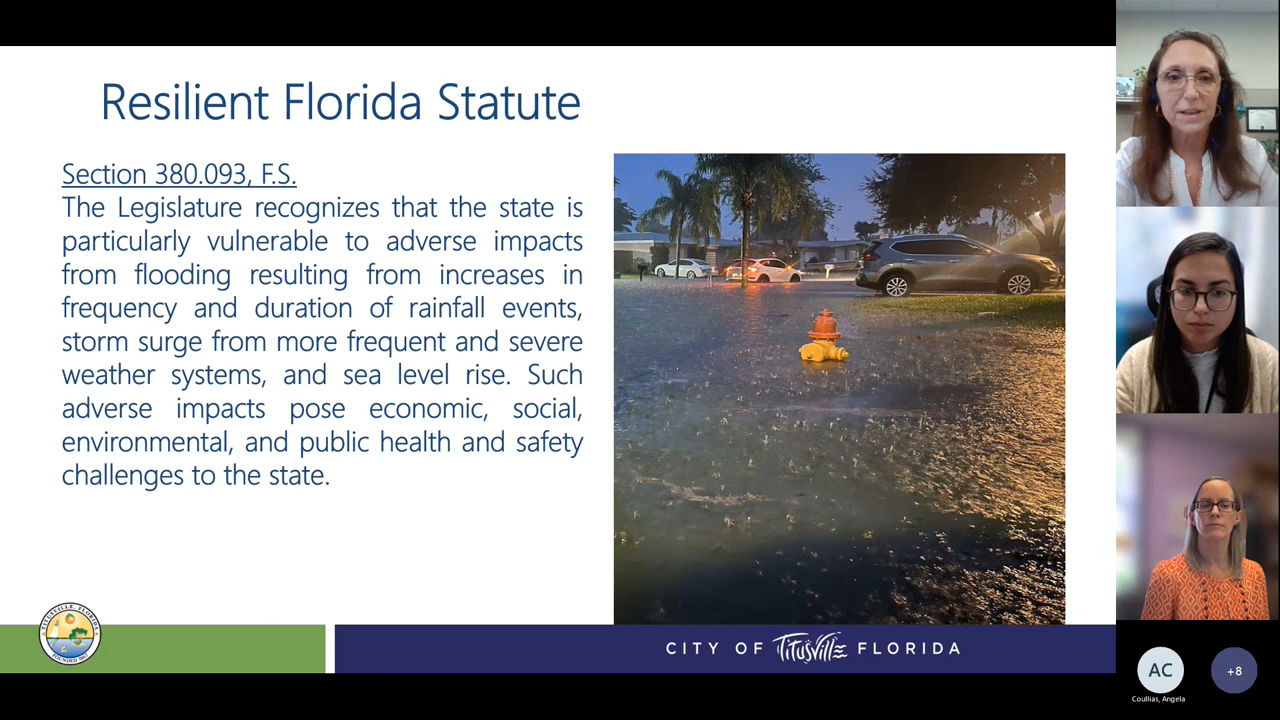 Resilient Florida Statute
Section 380.093, F.S.
The Legislature recognizes that the state is
particularly vulnerable to adverse impacts
from flooding resulting from increases in
frequency and duration of rainfall events,
storm surge from more frequent and severe
weather systems, and sea level rise. Such
adverse impacts pose economic, social,
environmental, and public health and safety
challenges to the state.
TITUSVILLE, FLORIDA
CITY OF Titusville FLORIDA
AC
Coullias, Angela
+8